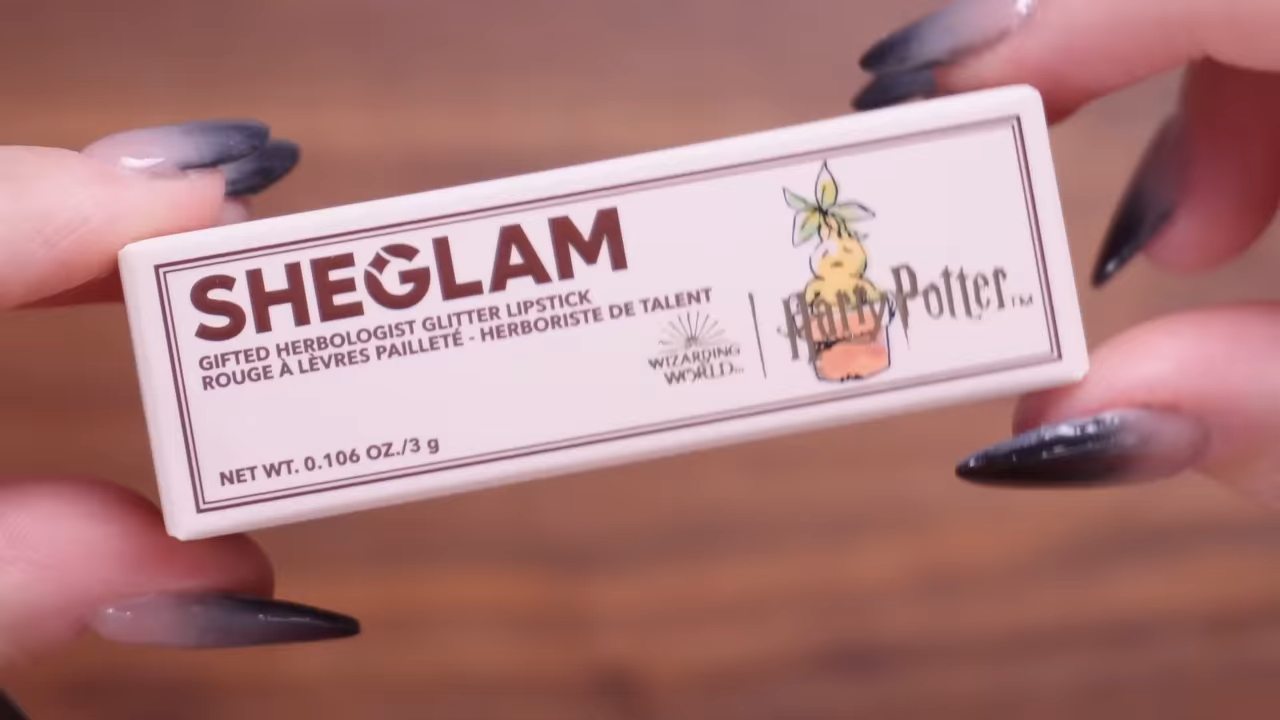 SHEGLAM
GIFTED HERBOLOGIST GLITTER LIPSTICK
ROUGE À LÈVRES PAILLETÉ - HERBORISTE DE TALENT
WIZARDING
WORLD
Harry Potter™
NET WT. 0.106 OZ./3 g